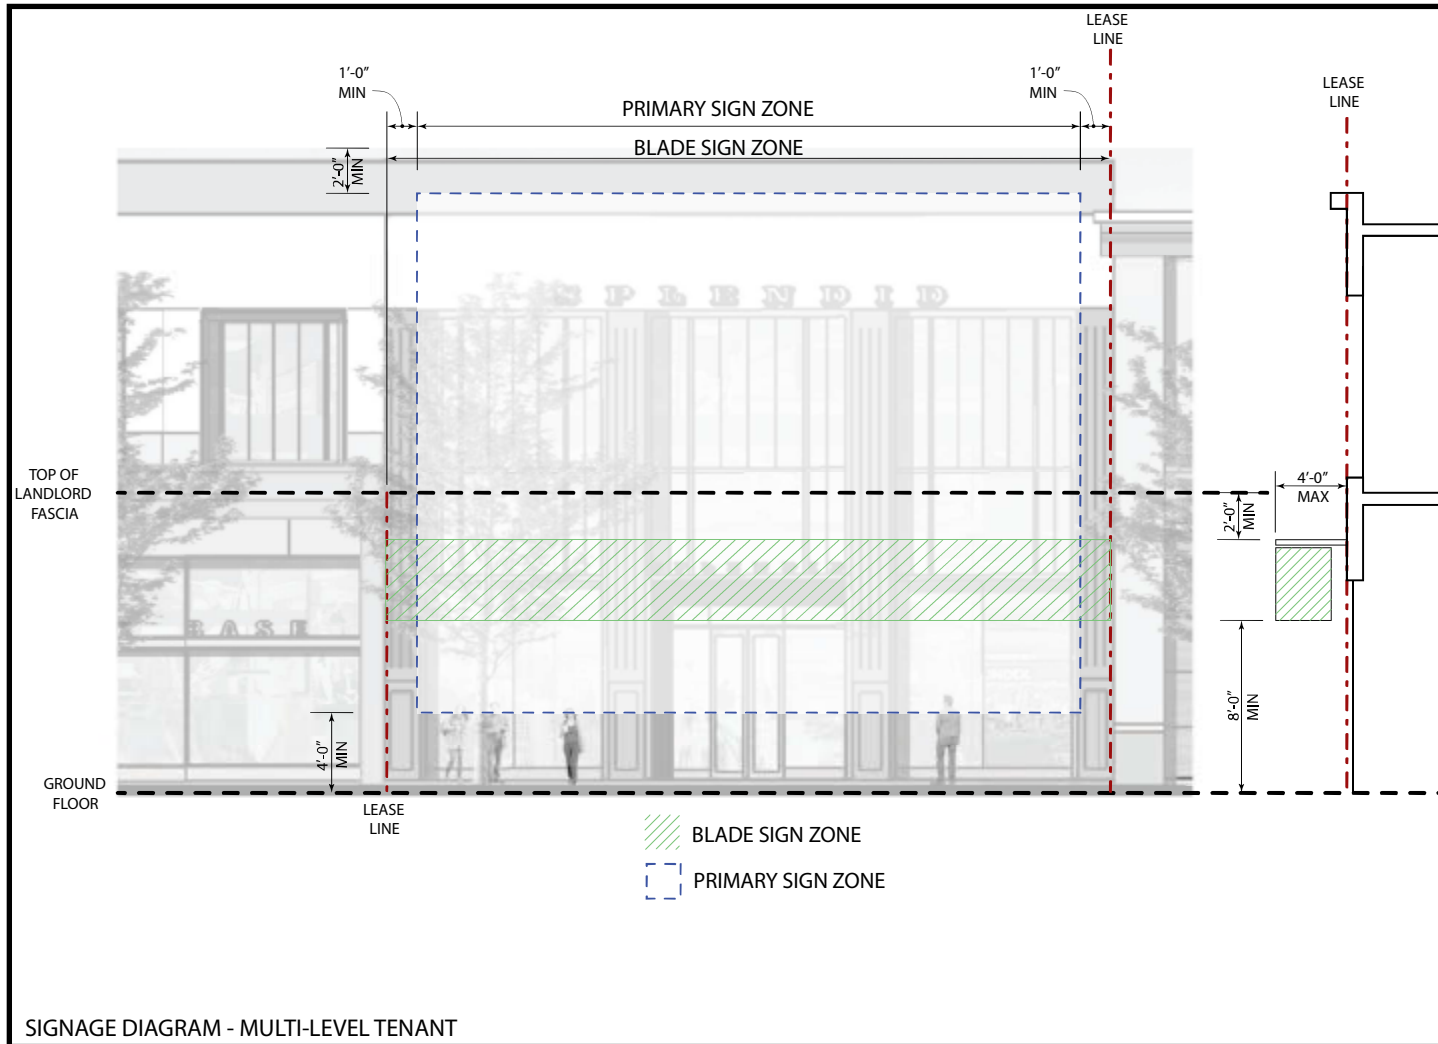 LEASE
LINE
1'-0"
MIN
1'-0"
MIN
LEASE
LINE
PRIMARY SIGN ZONE
BLADE SIGN ZONE
2'-0"
MIN
SPLENDID
TOP OF
LANDLORD
FASCIA
4'-0"
MAX
2'-0"
MIN
BASE
8'-0"
MIN
4'-0"
MIN
GROUND
FLOOR
LEASE
LINE
BLADE SIGN ZONE
PRIMARY SIGN ZONE
SIGNAGE DIAGRAM - MULTI-LEVEL TENANT